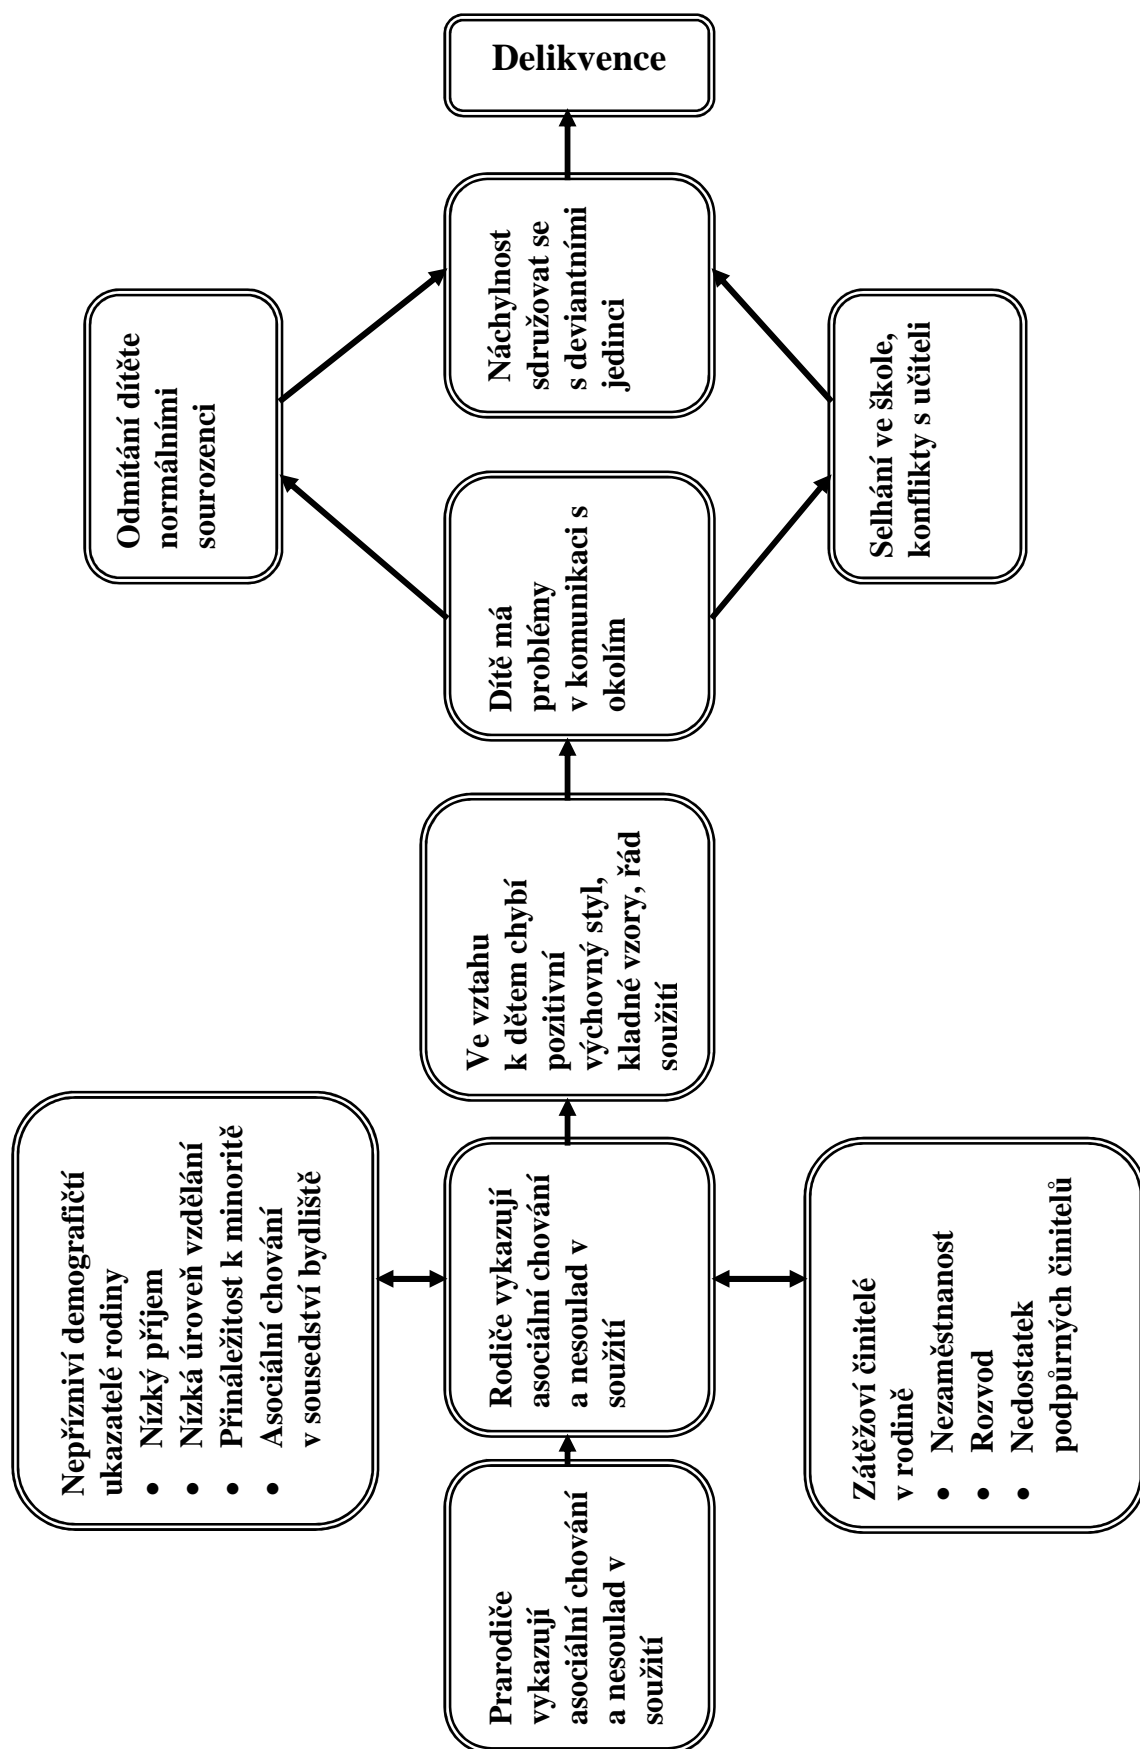 Prarodiče
vykazují
asociální chování
a nesoulad v
soužití
Nepřízniví demografičtí
ukazatelé rodiny
• Nízký příjem
• Nízká úroveň vzdělání
• Přináležitost k minoritě
• Asociální chování
v sousedství bydliště
Rodiče vykazují
asociální chování
a nesoulad v
soužití
Zátěžoví činitelé
v rodině
• Nezaměstnanost
• Rozvod
• Nedostatek
podpůrných činitelů
Ve vztahu
k dětem chybí
pozitivní
výchovný styl,
kladné vzory, řád
soužití
Dítě má
problémy
v komunikaci s
okolím
Odmítání dítěte
normálními
sourozenci
Selhání ve škole,
konflikty s učiteli
Náchylnost
sdružovat se
s deviantními
jedinci
Delikvence